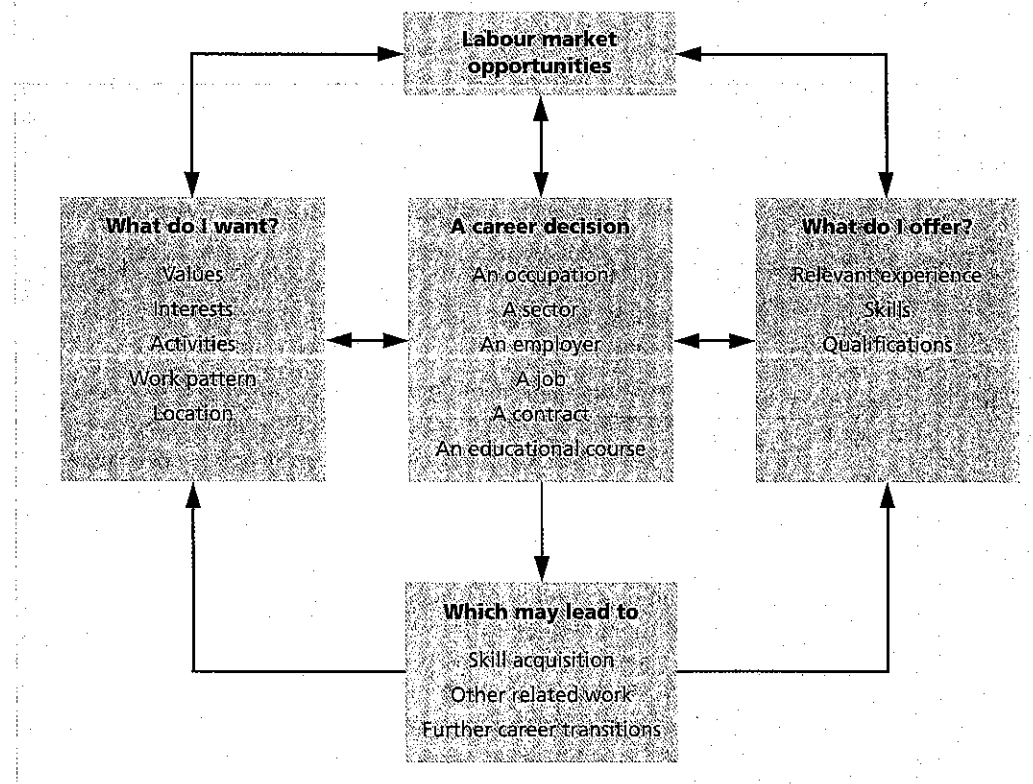 Labour market
opportunities
What do I want?
Values
Interests
Activities
Work pattern
Location
A career decision
An occupation
A sector
An employer
A job
A contract
An educational course
What do I offer?
Relevant experience
Skills
Qualifications
Which may lead to
Skill acquisition
Other related work
Further career transitions